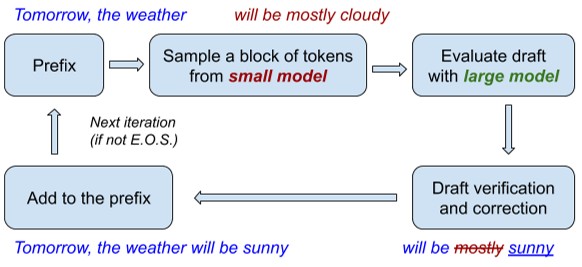 Tomorrow, the weather
will be mostly cloudy
Prefix
Sample a block of tokens
from small model
Evaluate draft
with large model
Next iteration
(if not E.O.S.)
Add to the prefix
Draft verification
and correction
Tomorrow, the weather will be sunny
will be mostly sunny